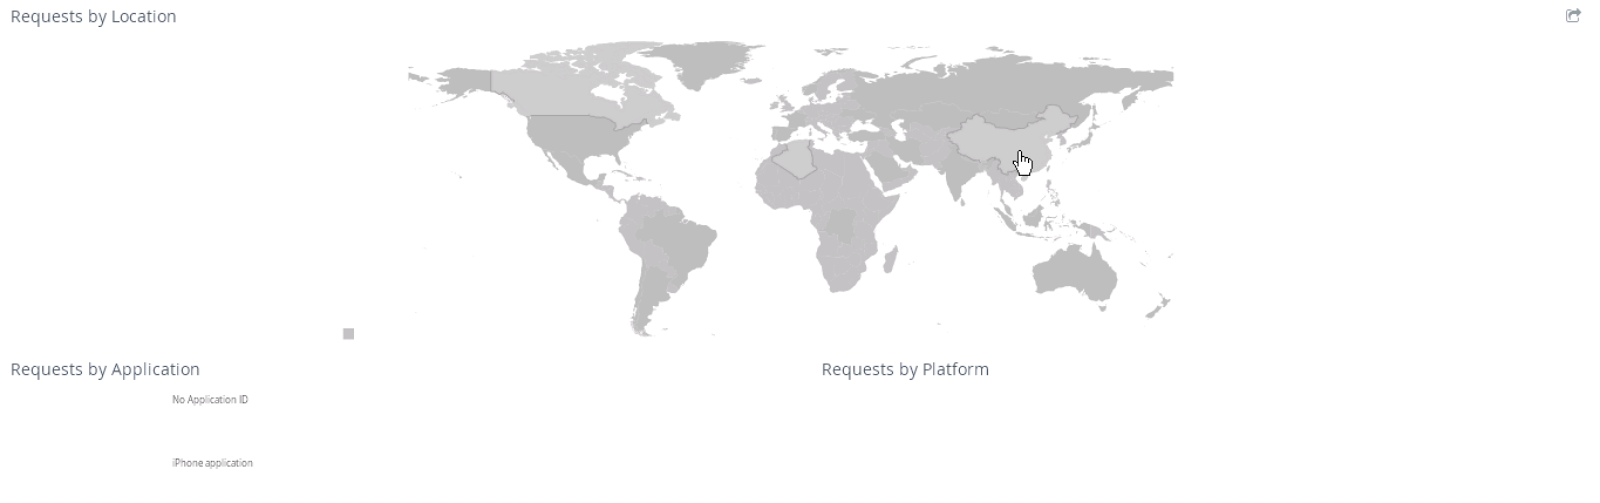 Requests by Location
Requests by Application
Requests by Platform
No Application ID
iPhone application